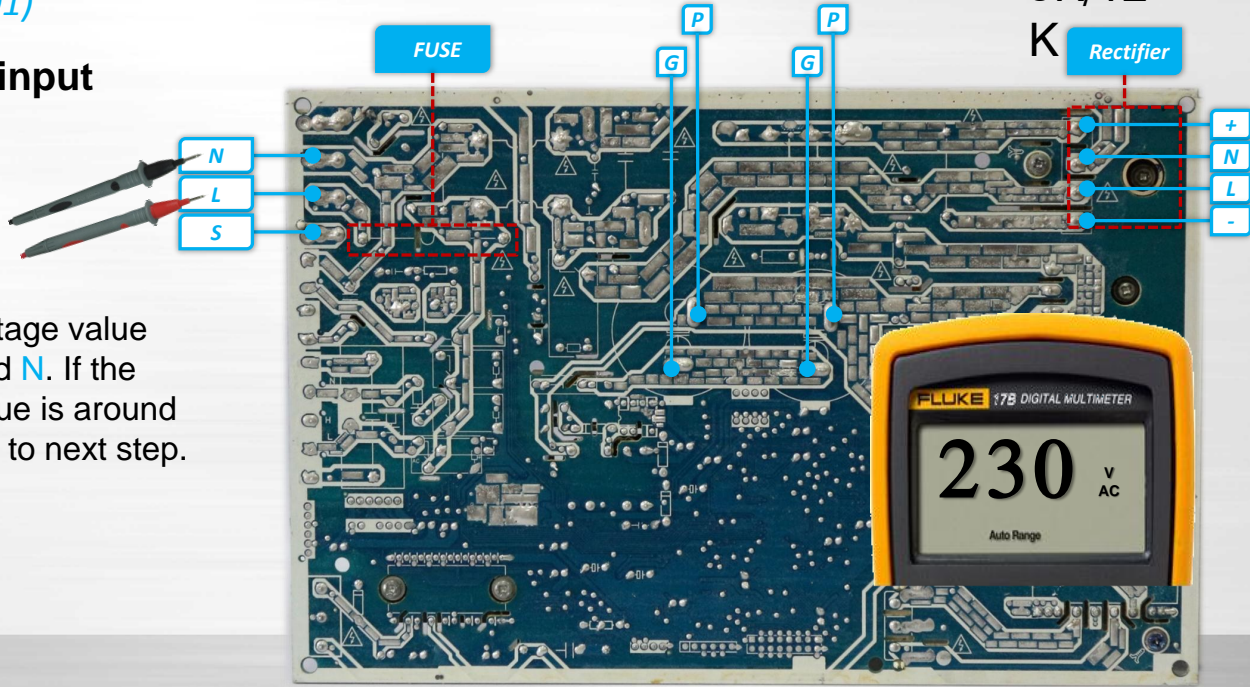 1)
input
K
FUSE
P
P
G
G
Rectifier
N
L
S
+
N
L
-
tage value
d N. If the
ue is around
to next step.
FLUKE 17B DIGITAL MULTIMETER
230 V AC
Auto Range